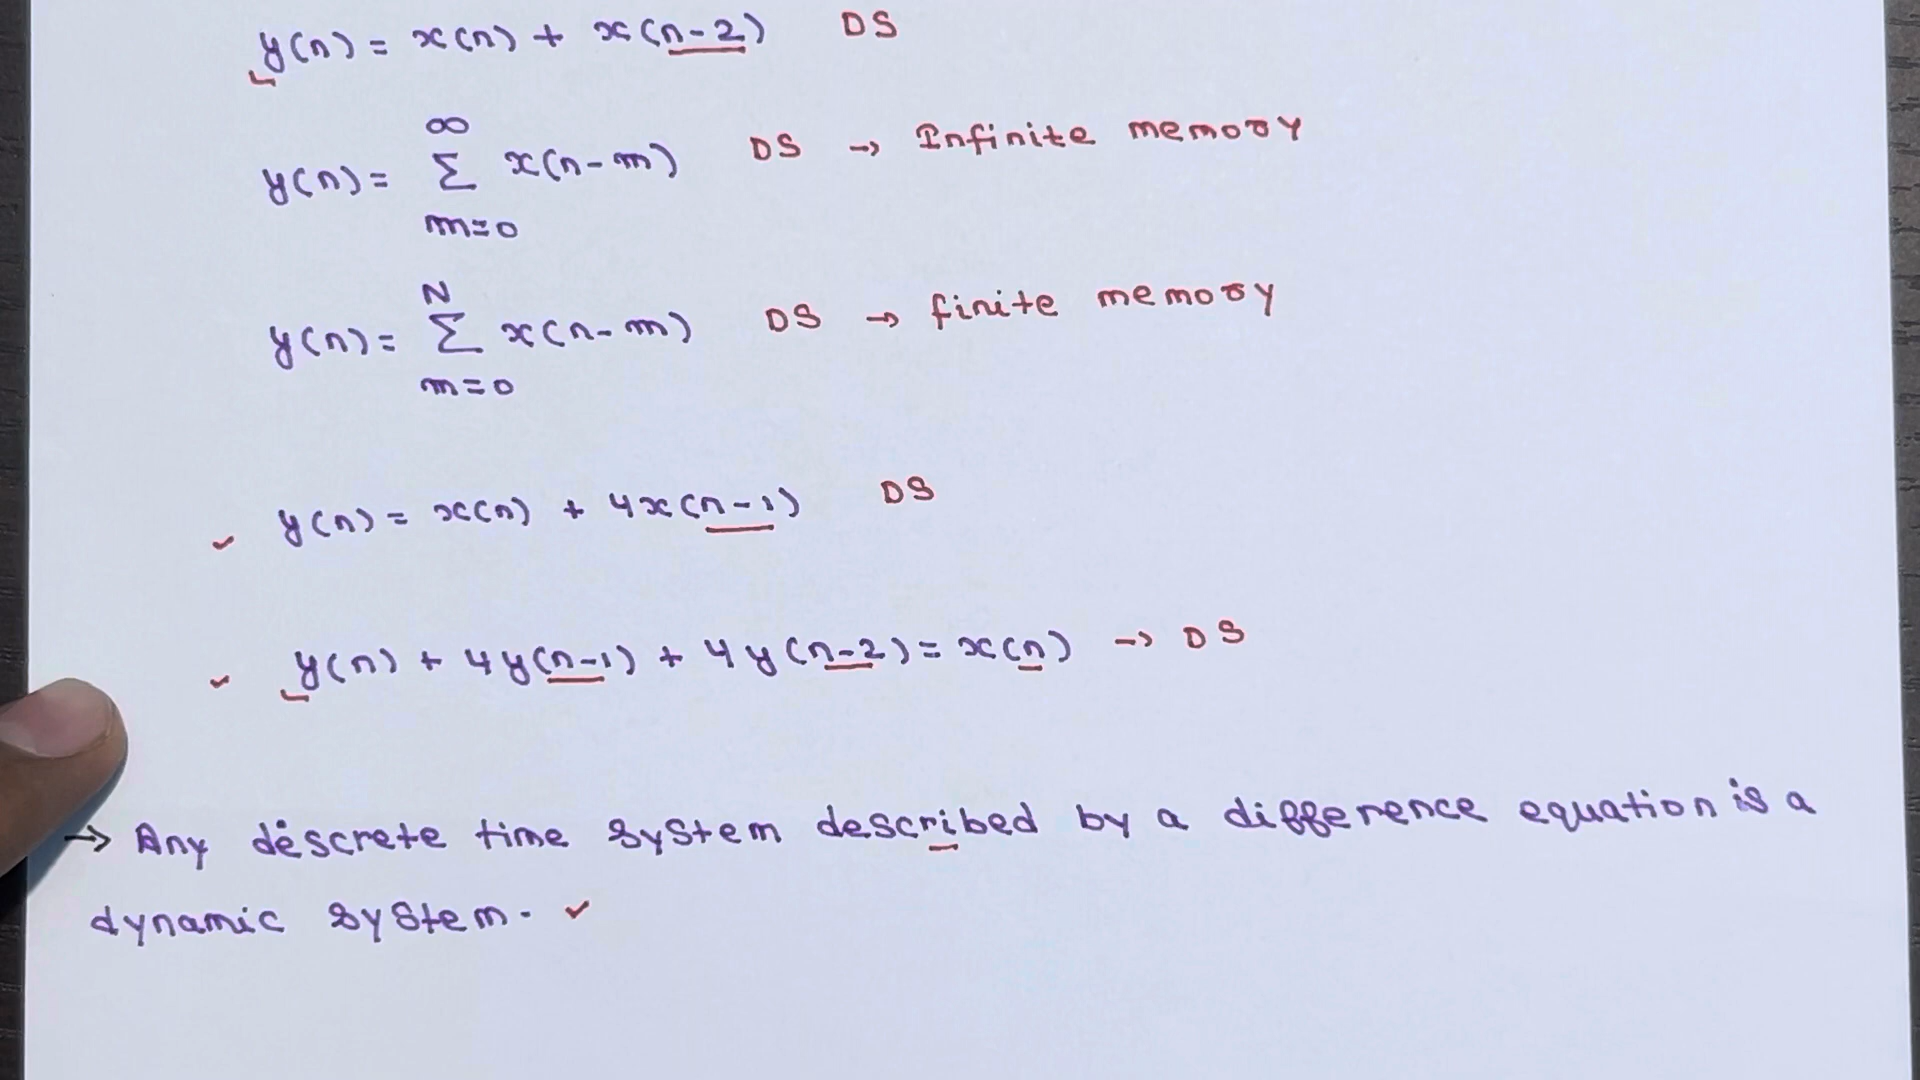 y(n) = x(n) + x(n-2) DS
∞
y(n) = Σ x(n-m) DS → Infinite memory
m=0
N
y(n) = Σ x(n-m) DS → finite memory
m=0
✓ y(n) = x(n) + 4x(n-1) DS
✓ y(n) + 4y(n-1) + 4y(n-2) = x(n) → DS
→ Any discrete time system described by a difference equation is a
dynamic system. ✓